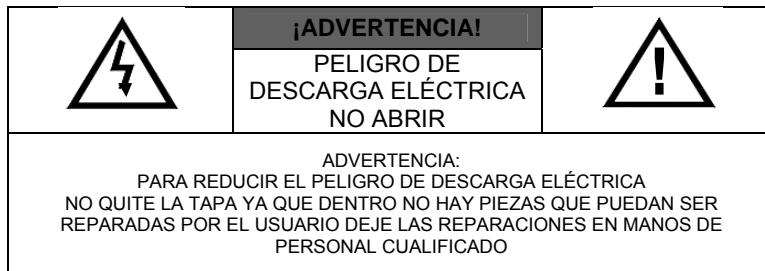 ¡ADVERTENCIA!
PELIGRO DE
DESCARGA ELÉCTRICA
NO ABRIR
ADVERTENCIA:
PARA REDUCIR EL PELIGRO DE DESCARGA ELÉCTRICA
NO QUITE LA TAPA YA QUE DENTRO NO HAY PIEZAS QUE PUEDAN SER
REPARADAS POR EL USUARIO DEJE LAS REPARACIONES EN MANOS DE
PERSONAL CUALIFICADO